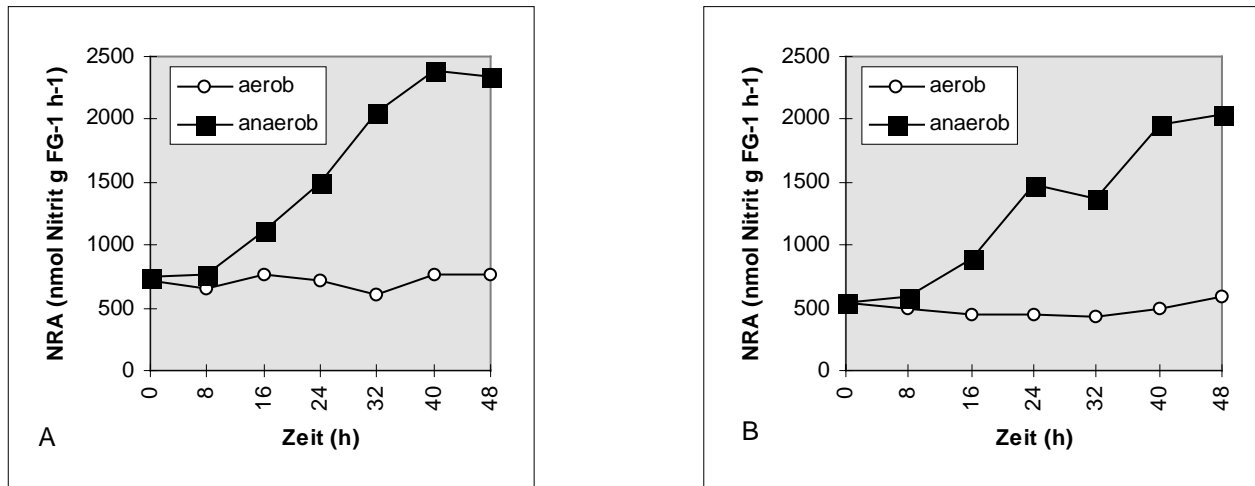 2500
2000
1500
1000
500
0
NRA (nmol Nitrit g FG-1 h-1)
aerob
anaerob
0
8
16
24
32
40
48
Zeit (h)
A
2500
2000
1500
1000
500
0
NRA (nmol Nitrit g FG-1 h-1)
aerob
anaerob
0
8
16
24
32
40
48
Zeit (h)
B